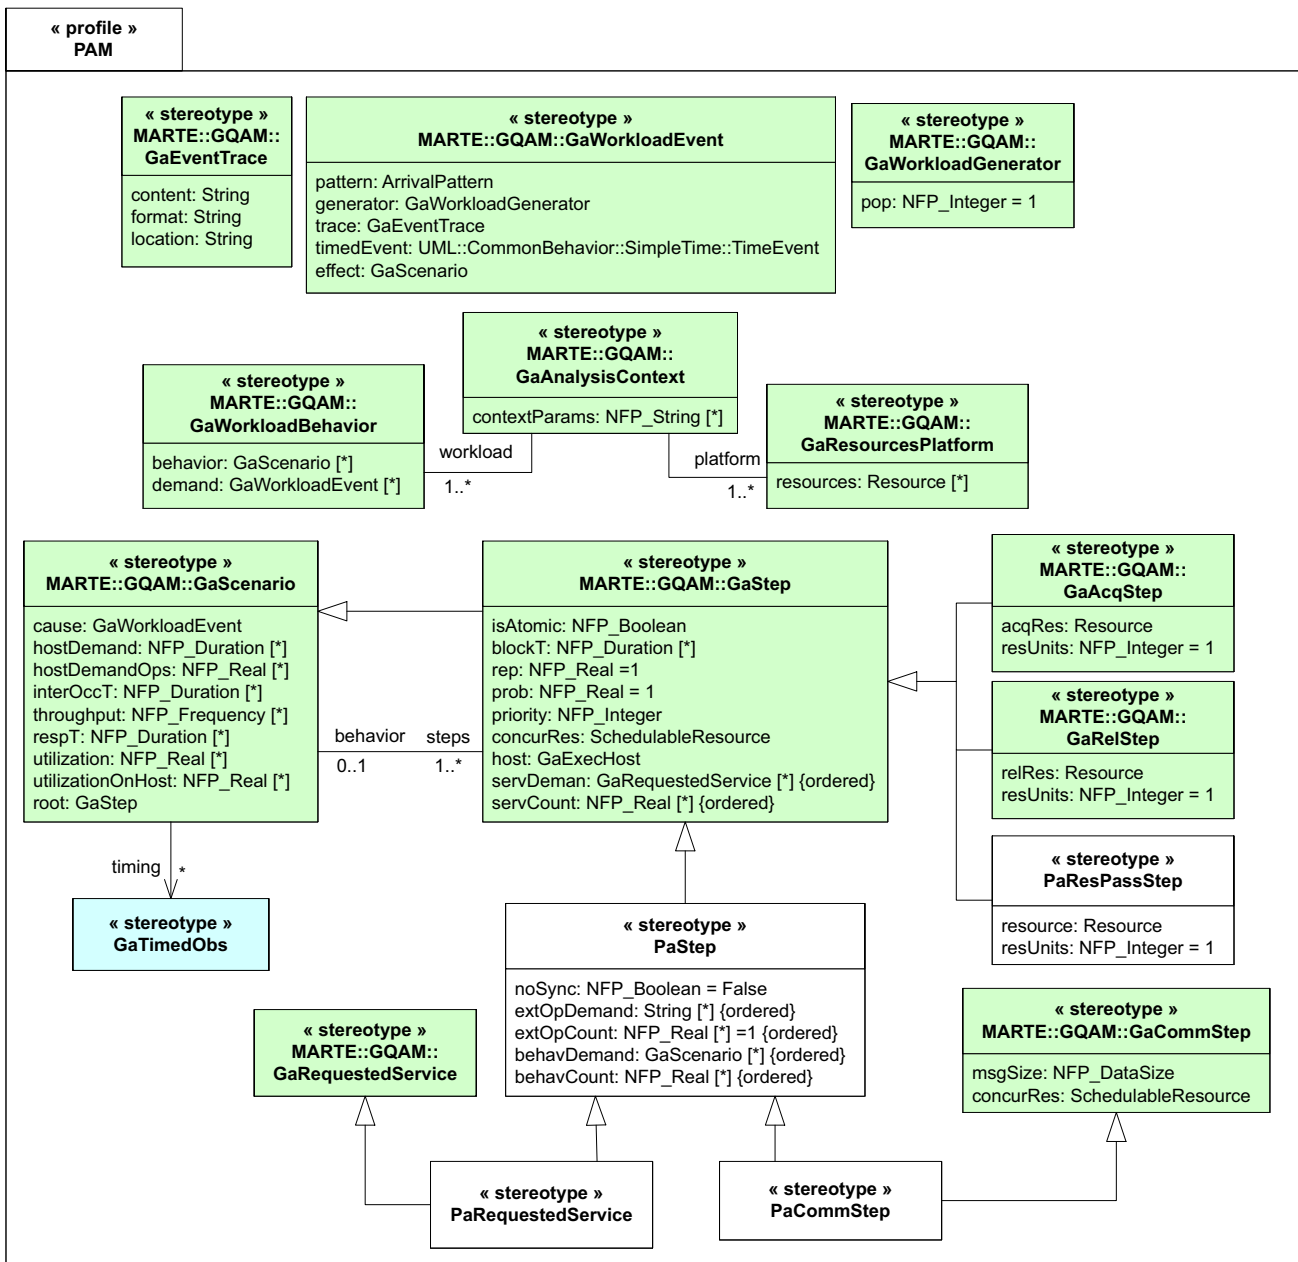 « profile »
PAM
« stereotype »
MARTE::GQAM::
GaEventTrace
content: String
format: String
location: String
« stereotype »
MARTE::GQAM::GaWorkloadEvent
pattern: ArrivalPattern
generator: GaWorkloadGenerator
trace: GaEventTrace
timedEvent: UML::CommonBehavior::SimpleTime::TimeEvent
effect: GaScenario
« stereotype »
MARTE::GQAM::
GaWorkloadGenerator
pop: NFP_Integer = 1
« stereotype »
MARTE::GQAM::
GaAnalysisContext
contextParams: NFP_String [*]
« stereotype »
MARTE::GQAM::
GaWorkloadBehavior
behavior: GaScenario [*]
demand: GaWorkloadEvent [*]
workload
1..*
platform
1..*
« stereotype »
MARTE::GQAM::
GaResourcesPlatform
resources: Resource [*]
« stereotype »
MARTE::GQAM::GaScenario
cause: GaWorkloadEvent
hostDemand: NFP_Duration [*]
hostDemandOps: NFP_Real [*]
interOccT: NFP_Duration [*]
throughput: NFP_Frequency [*]
respT: NFP_Duration [*]
utilization: NFP_Real [*]
utilizationOnHost: NFP_Real [*]
root: GaStep
behavior
0..1
steps
1..*
« stereotype »
MARTE::GQAM::GaStep
isAtomic: NFP_Boolean
blockT: NFP_Duration [*]
rep: NFP_Real =1
prob: NFP_Real = 1
priority: NFP_Integer
concurRes: SchedulableResource
host: GaExecHost
servDeman: GaRequestedService [*] {ordered}
servCount: NFP_Real [*] {ordered}
« stereotype »
MARTE::GQAM::
GaAcqStep
acqRes: Resource
resUnits: NFP_Integer = 1
« stereotype »
MARTE::GQAM::
GaRelStep
relRes: Resource
resUnits: NFP_Integer = 1
« stereotype »
PaResPassStep
resource: Resource
resUnits: NFP_Integer = 1
timing
*
« stereotype »
GaTimedObs
« stereotype »
PaStep
noSync: NFP_Boolean = False
extOpDemand: String [*] {ordered}
extOpCount: NFP_Real [*] =1 {ordered}
behavDemand: GaScenario [*] {ordered}
behavCount: NFP_Real [*] {ordered}
« stereotype »
MARTE::GQAM::
GaRequestedService
« stereotype »
MARTE::GQAM::GaCommStep
msgSize: NFP_DataSize
concurRes: SchedulableResource
« stereotype »
PaRequestedService
« stereotype »
PaCommStep